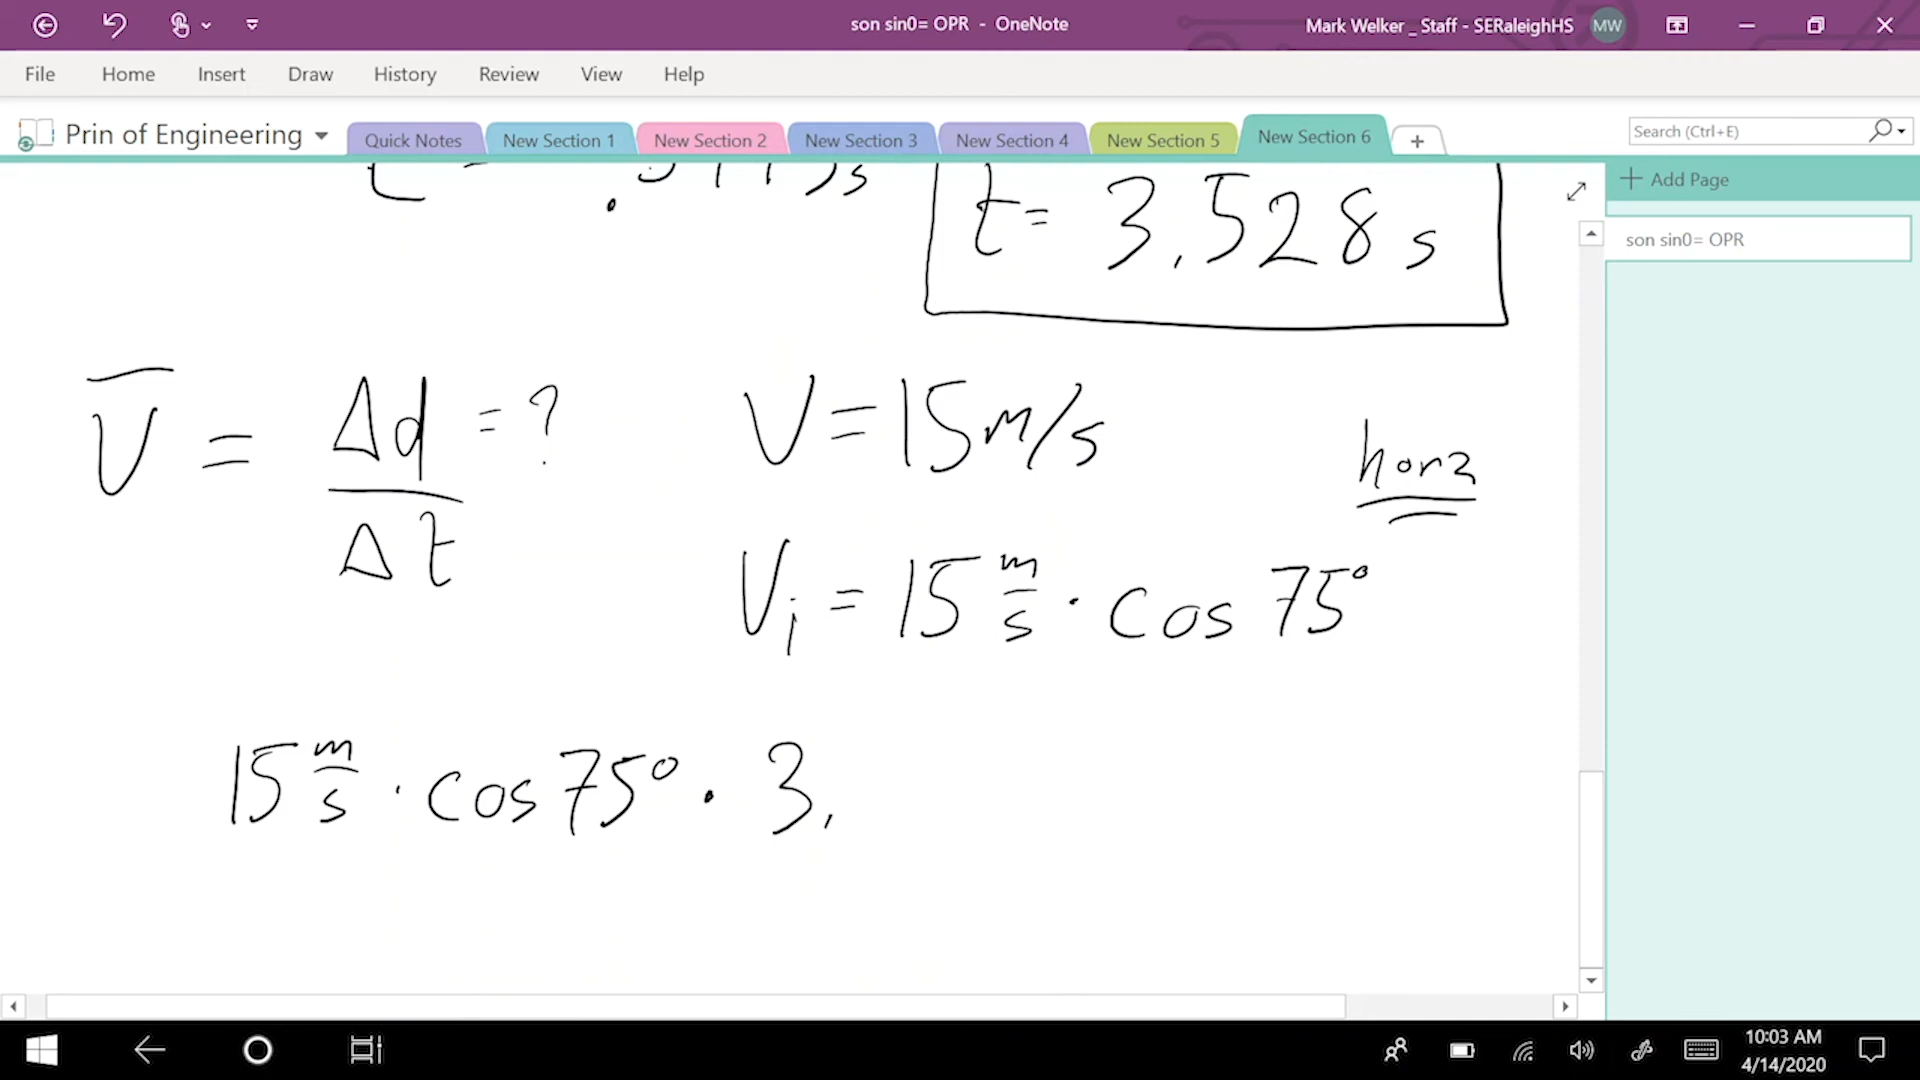 son sin0= OPR - OneNote
Mark Welker _ Staff - SERaleighHS MW
File Home Insert Draw History Review View Help
Prin of Engineering
Quick Notes New Section 1 New Section 2 New Section 3 New Section 4 New Section 5 New Section 6 +
Search (Ctrl+E)
Add Page
son sin0= OPR
t= 3.528 s
V = Δd = ?
Δt
V = 15 m/s
horz
Vi = 15 m/s · cos 75°
15 m/s · cos 75° · 3.
10:03 AM
4/14/2020